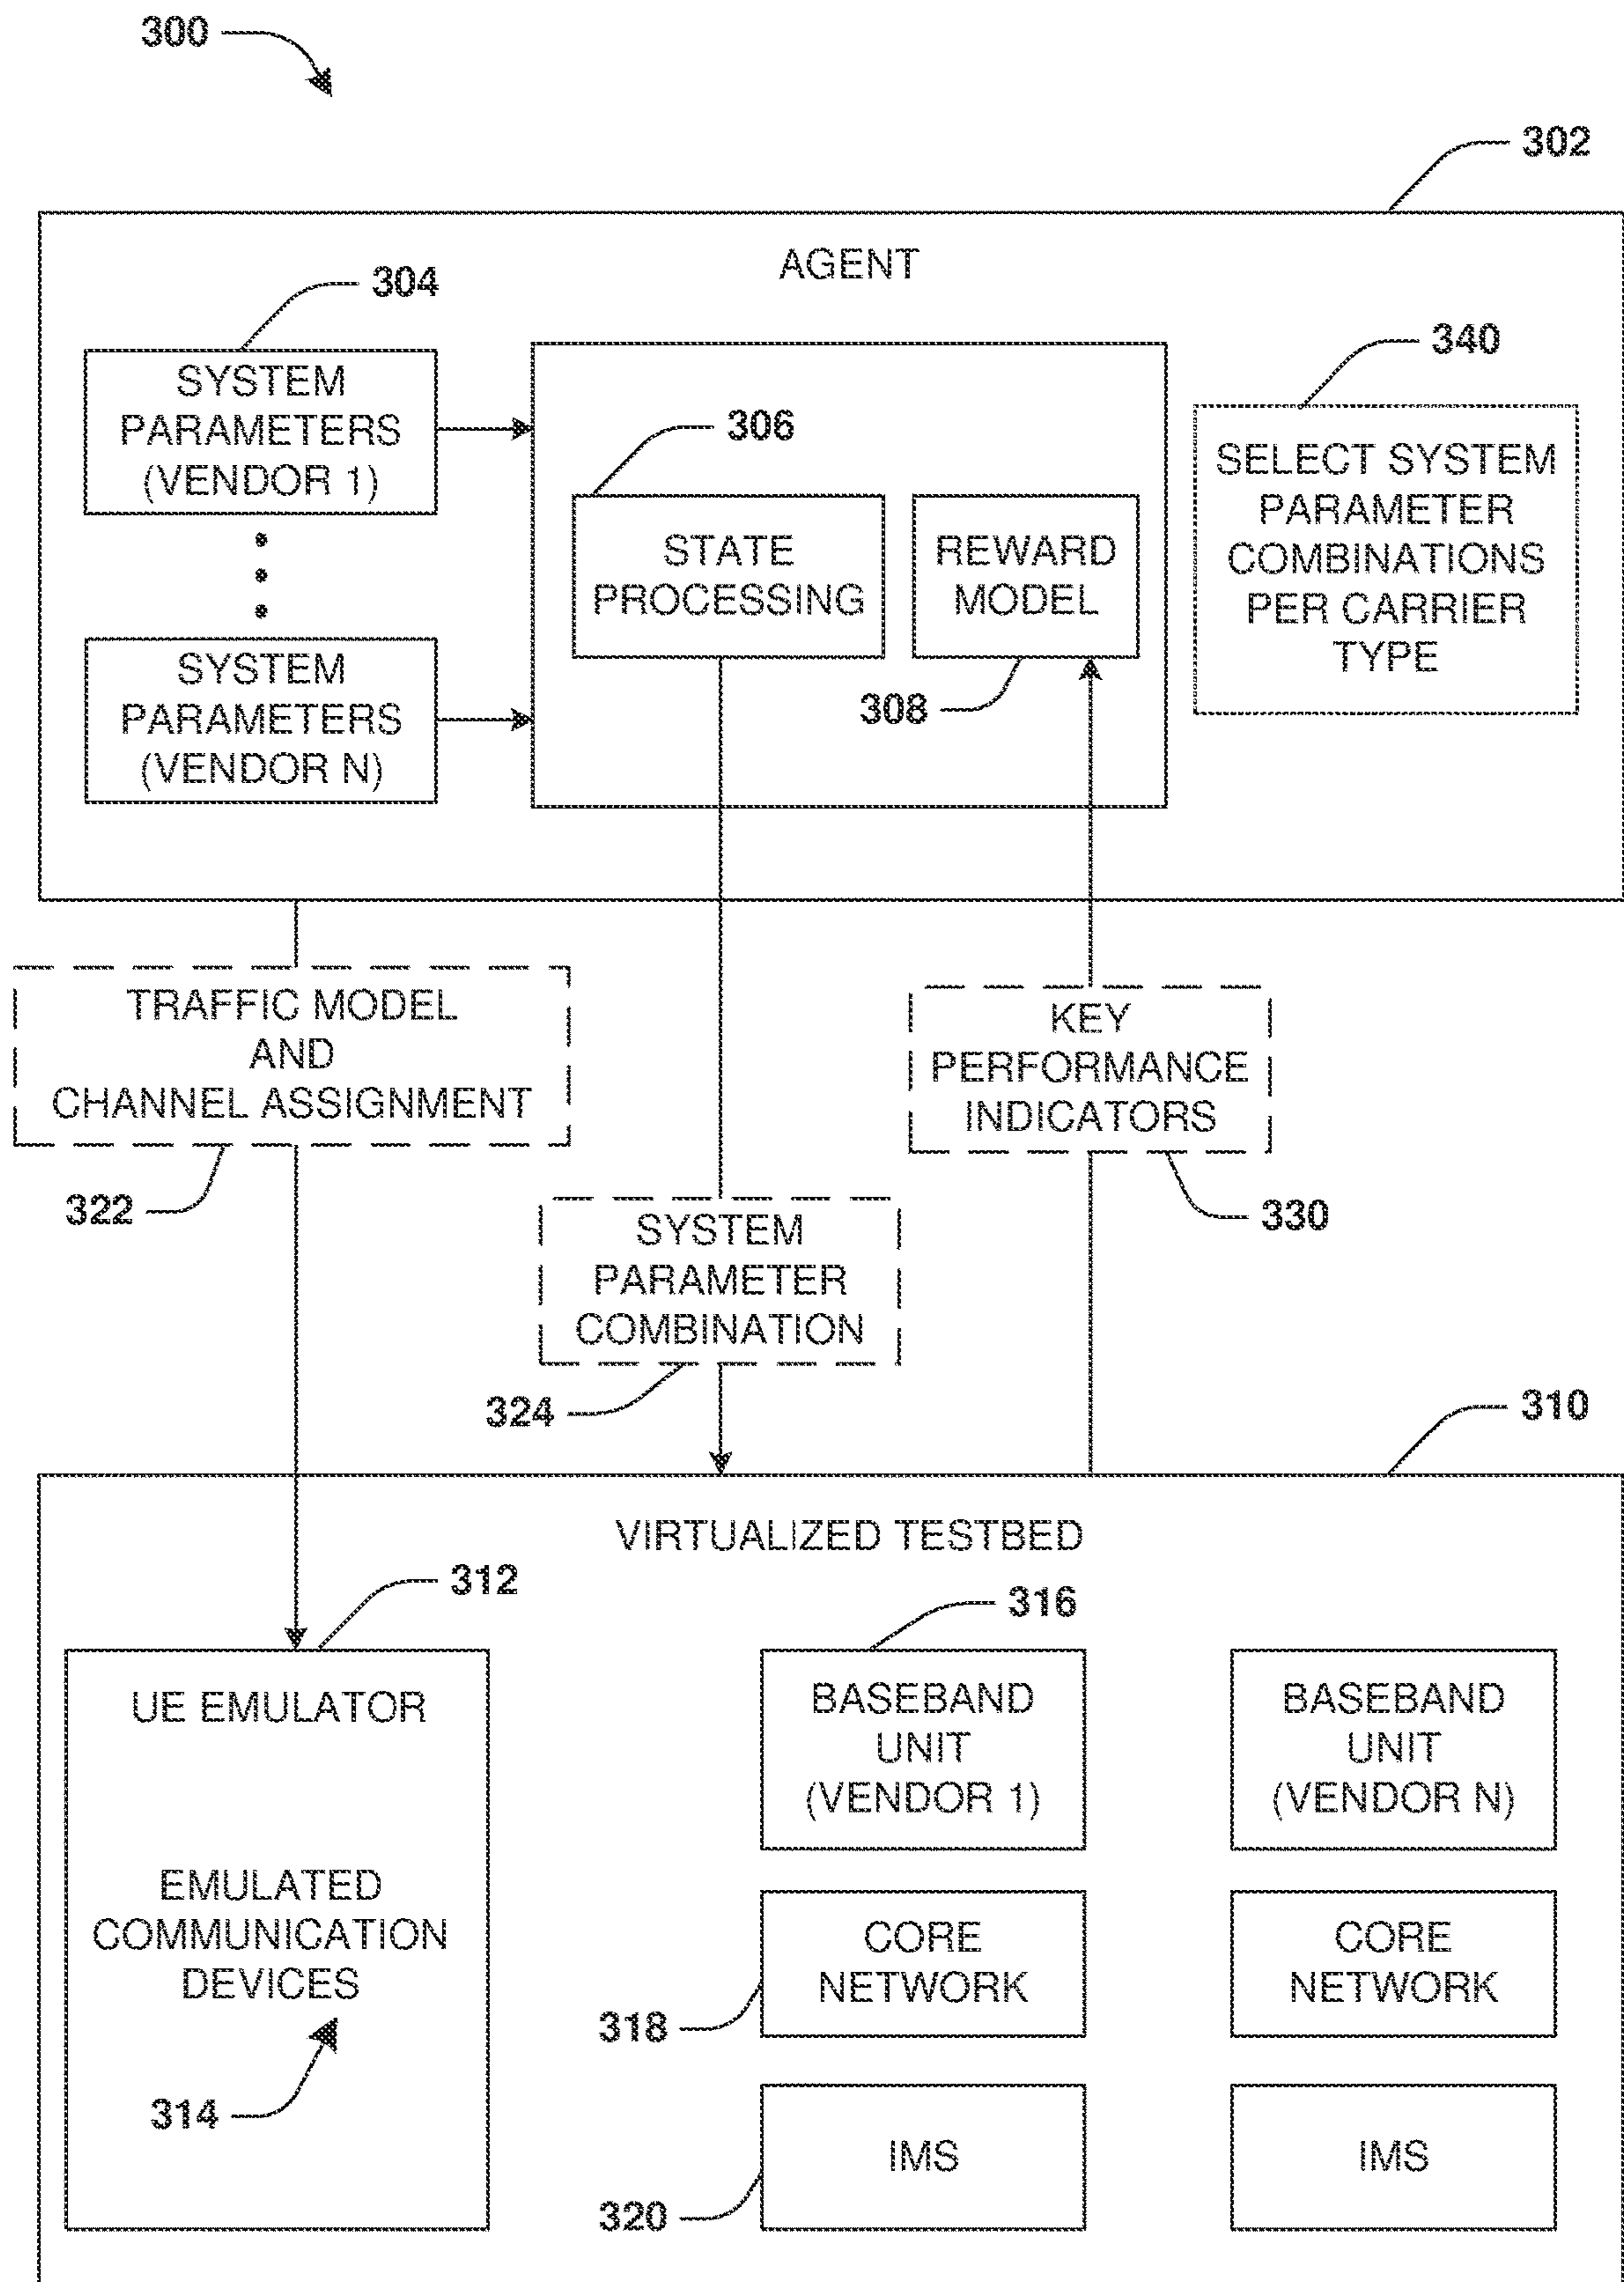 300
302
AGENT
304
SYSTEM
PARAMETERS
(VENDOR 1)
SYSTEM
PARAMETERS
(VENDOR N)
306
STATE
PROCESSING
REWARD
MODEL
308
340
SELECT SYSTEM
PARAMETER
COMBINATIONS
PER CARRIER
TYPE
TRAFFIC MODEL
AND
CHANNEL ASSIGNMENT
322
SYSTEM
PARAMETER
COMBINATION
324
KEY
PERFORMANCE
INDICATORS
330
310
VIRTUALIZED TESTBED
312
UE EMULATOR
EMULATED
COMMUNICATION
DEVICES
314
316
BASEBAND
UNIT
(VENDOR 1)
BASEBAND
UNIT
(VENDOR N)
CORE
NETWORK
318
CORE
NETWORK
IMS
320
IMS